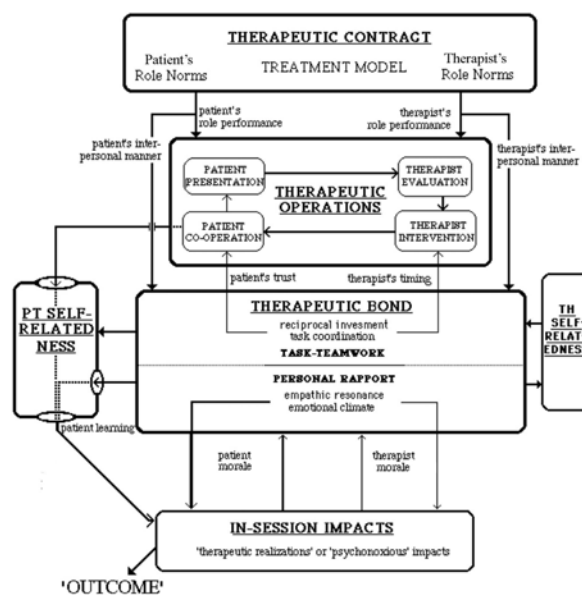 THERAPEUTIC CONTRACT
Patient's
Role Norms
TREATMENT MODEL
Therapist's
Role Norms
patient's
role performance
therapist's
role performance
patient's inter-
personal manner
therapist's inter-
personal manner
PATIENT
PRESENTATION
THERAPIST
EVALUATION
THERAPEUTIC
OPERATIONS
PATIENT
CO-OPERATION
THERAPIST
INTERVENTION
patient's trust
therapist's timing
PT SELF-
RELATED
NESS
THERAPEUTIC BOND
reciprocal invesment
task coordination
TASK-TEAMWORK
PERSONAL RAPPORT
empathic resonance
emotional climate
TH
SELF-
RELAT
EDNESS
patient learning
patient
morale
therapist
morale
IN-SESSION IMPACTS
'therapeutic realizations' or 'psychonoxious' impacts
'OUTCOME'